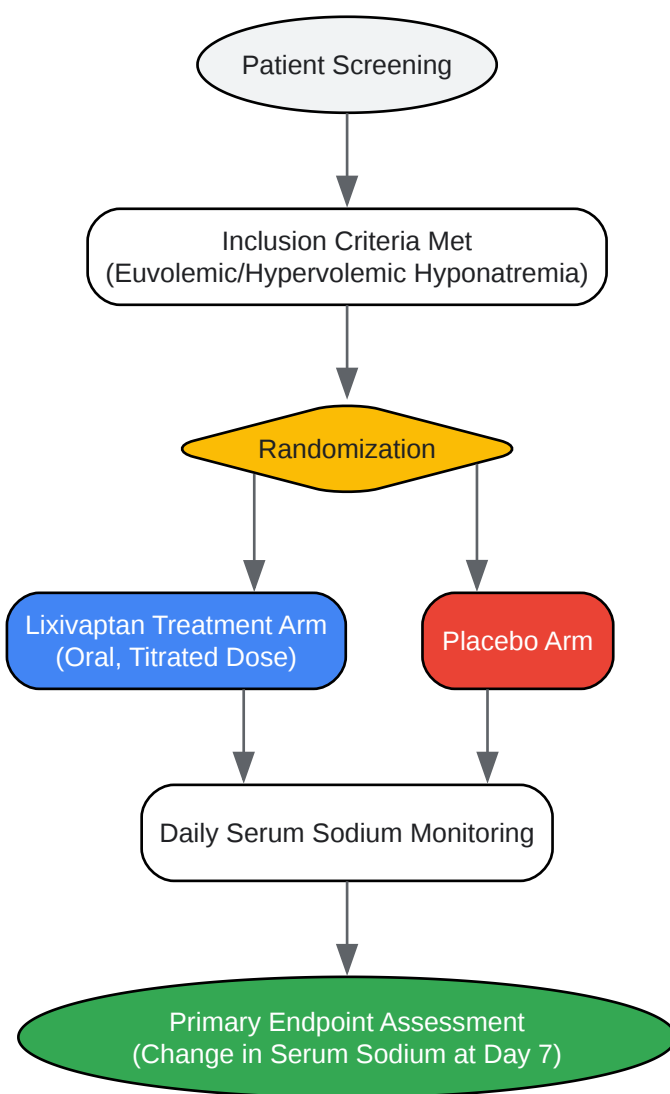 Patient Screening
Inclusion Criteria Met
(Euvolemic/Hypervolemic Hyponatremia)
Randomization
Lixivaptan Treatment Arm
(Oral, Titrated Dose)
Placebo Arm
Daily Serum Sodium Monitoring
Primary Endpoint Assessment
(Change in Serum Sodium at Day 7)